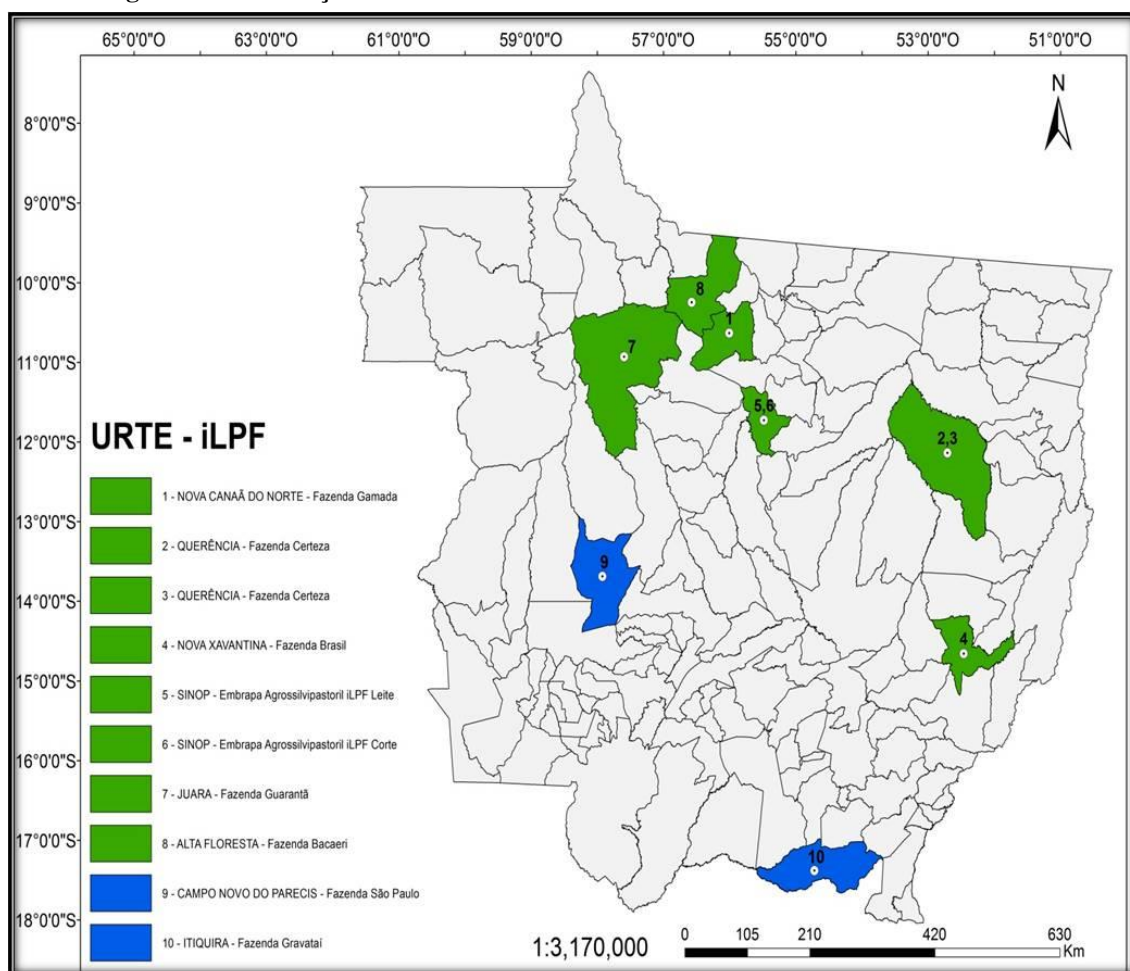 65°0'0"O 63°0'0"O 61°0'0"O 59°0'0"O 57°0'0"O 55°0'0"O 53°0'0"O 51°0'0"O
N
8°0'0"S
9°0'0"S
10°0'0"S
11°0'0"S
12°0'0"S
13°0'0"S
14°0'0"S
15°0'0"S
16°0'0"S
17°0'0"S
18°0'0"S
8
1
7
5,6
2,3
9
4
10
URTE - iLPF
1 - NOVA CANAÃ DO NORTE - Fazenda Gamada
2 - QUERÊNCIA - Fazenda Certeza
3 - QUERÊNCIA - Fazenda Certeza
4 - NOVA XAVANTINA - Fazenda Brasil
5 - SINOP - Embrapa Agrossilvipastoril iLPF Leite
6 - SINOP - Embrapa Agrossilvipastoril iLPF Corte
7 - JUARA - Fazenda Guarantã
8 - ALTA FLORESTA - Fazenda Bacaeri
9 - CAMPO NOVO DO PARECIS - Fazenda São Paulo
10 - ITIQUIRA - Fazenda Gravataí
1:3,170,000
0 105 210 420 630
Km